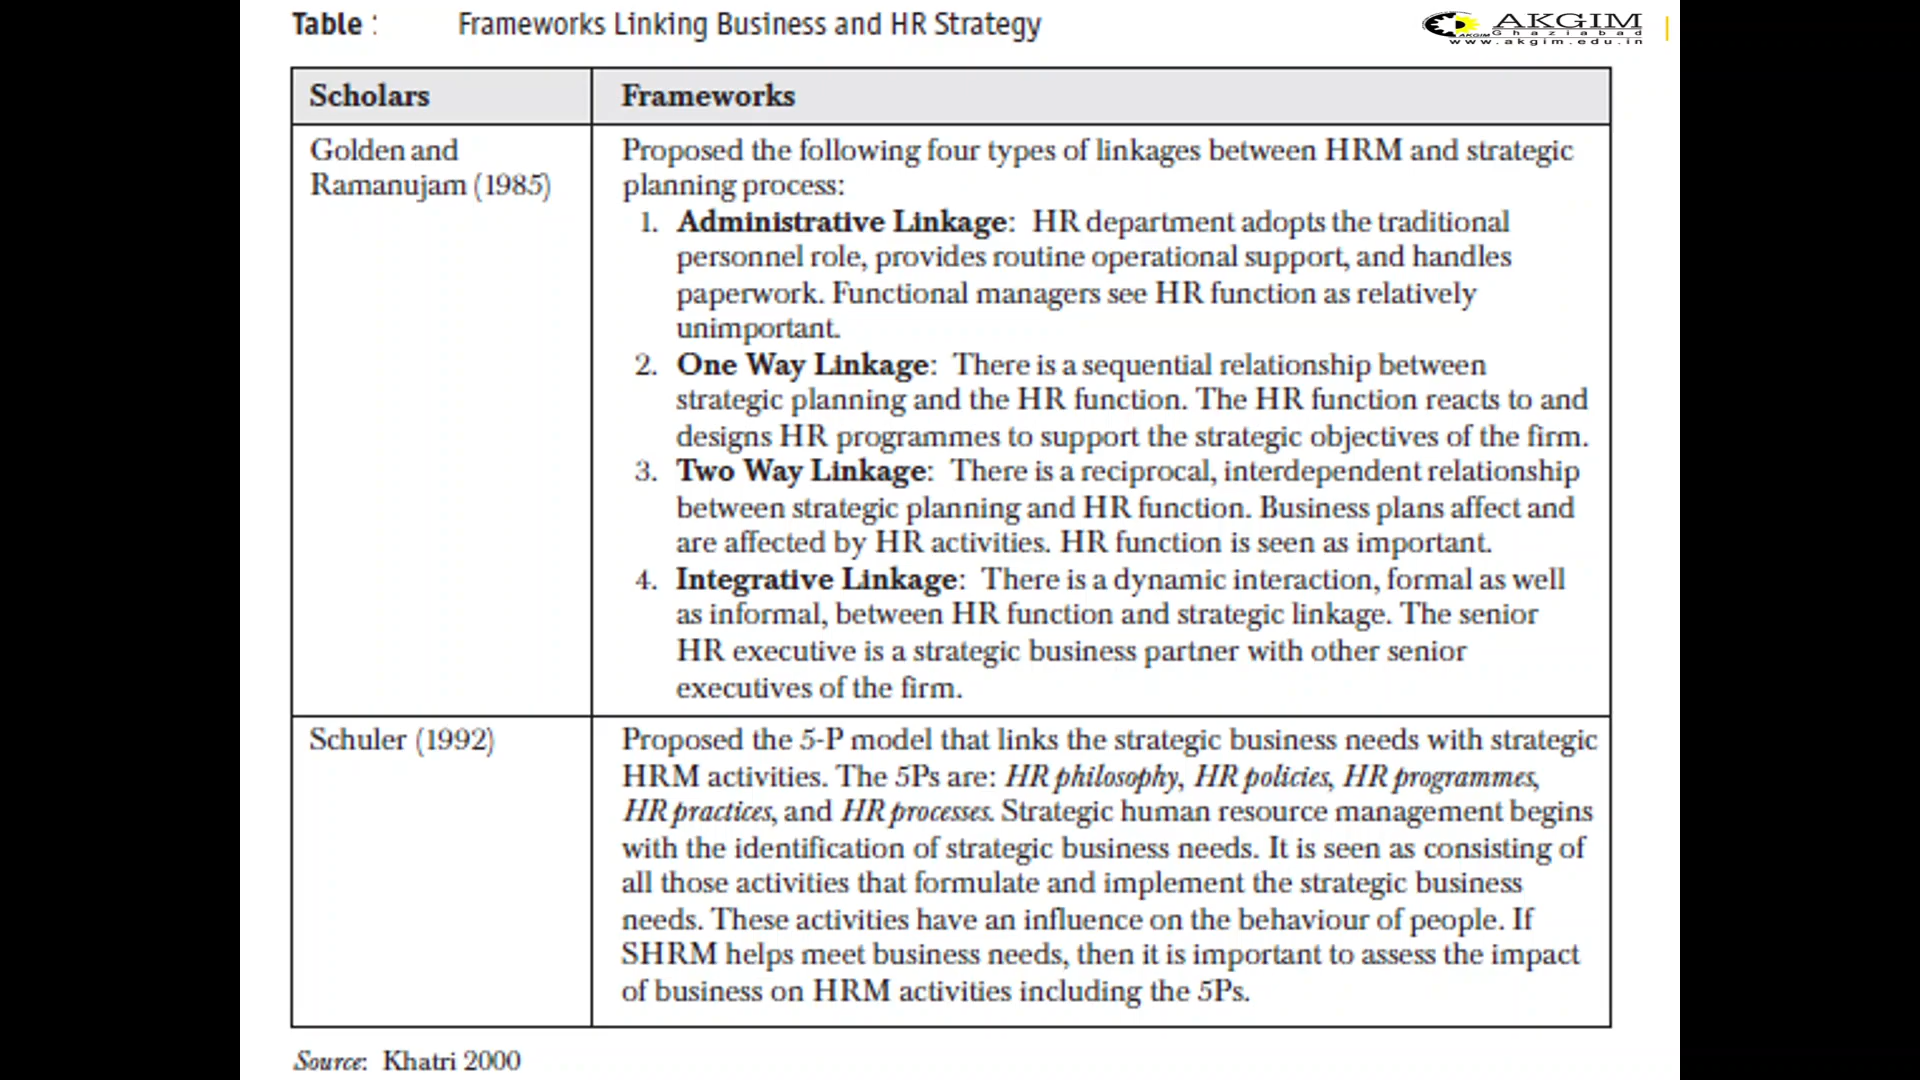 Table : Frameworks Linking Business and HR Strategy
AKGIM
Ghaziabad
AKGIM
www.akgim.edu.in
Scholars Frameworks
Golden and
Ramanujam (1985)
Proposed the following four types of linkages between HRM and strategic
planning process:
1. Administrative Linkage: HR department adopts the traditional
personnel role, provides routine operational support, and handles
paperwork. Functional managers see HR function as relatively
unimportant.
2. One Way Linkage: There is a sequential relationship between
strategic planning and the HR function. The HR function reacts to and
designs HR programmes to support the strategic objectives of the firm.
3. Two Way Linkage: There is a reciprocal, interdependent relationship
between strategic planning and HR function. Business plans affect and
are affected by HR activities. HR function is seen as important.
4. Integrative Linkage: There is a dynamic interaction, formal as well
as informal, between HR function and strategic linkage. The senior
HR executive is a strategic business partner with other senior
executives of the firm.
Schuler (1992)
Proposed the 5-P model that links the strategic business needs with strategic
HRM activities. The 5Ps are: HR philosophy, HR policies, HR programmes,
HR practices, and HR processes. Strategic human resource management begins
with the identification of strategic business needs. It is seen as consisting of
all those activities that formulate and implement the strategic business
needs. These activities have an influence on the behaviour of people. If
SHRM helps meet business needs, then it is important to assess the impact
of business on HRM activities including the 5Ps.
Source: Khatri 2000